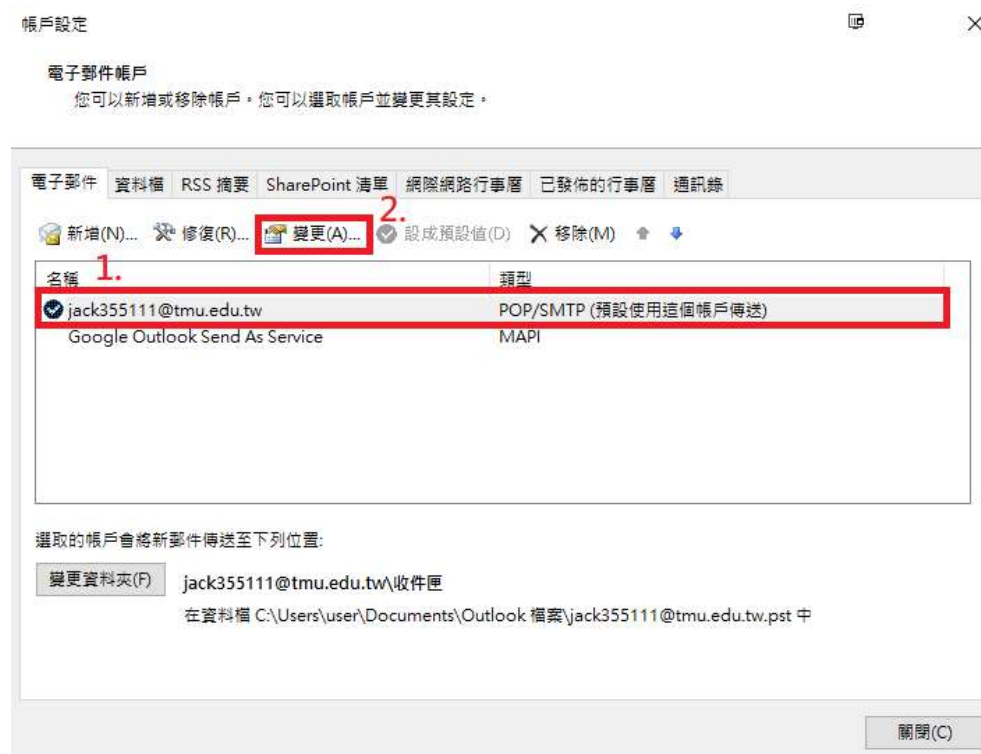 帳戶設定
電子郵件帳戶
您可以新增或移除帳戶。您可以選取帳戶並變更其設定。
電子郵件 資料檔 RSS 摘要 SharePoint 清單 網際網路行事曆 已發佈的行事曆 通訊錄
2.
新增(N)... 修復(R)... 變更(A)... 設成預設值(D) 移除(M)
1.
名稱 類型
jack355111@tmu.edu.tw POP/SMTP (預設使用這個帳戶傳送)
Google Outlook Send As Service MAPI
選取的帳戶會將新郵件傳送至下列位置:
變更資料夾(F) jack355111@tmu.edu.tw\收件匣
在資料檔 C:\Users\user\Documents\Outlook 檔案\jack355111@tmu.edu.tw.pst 中
關閉(C)